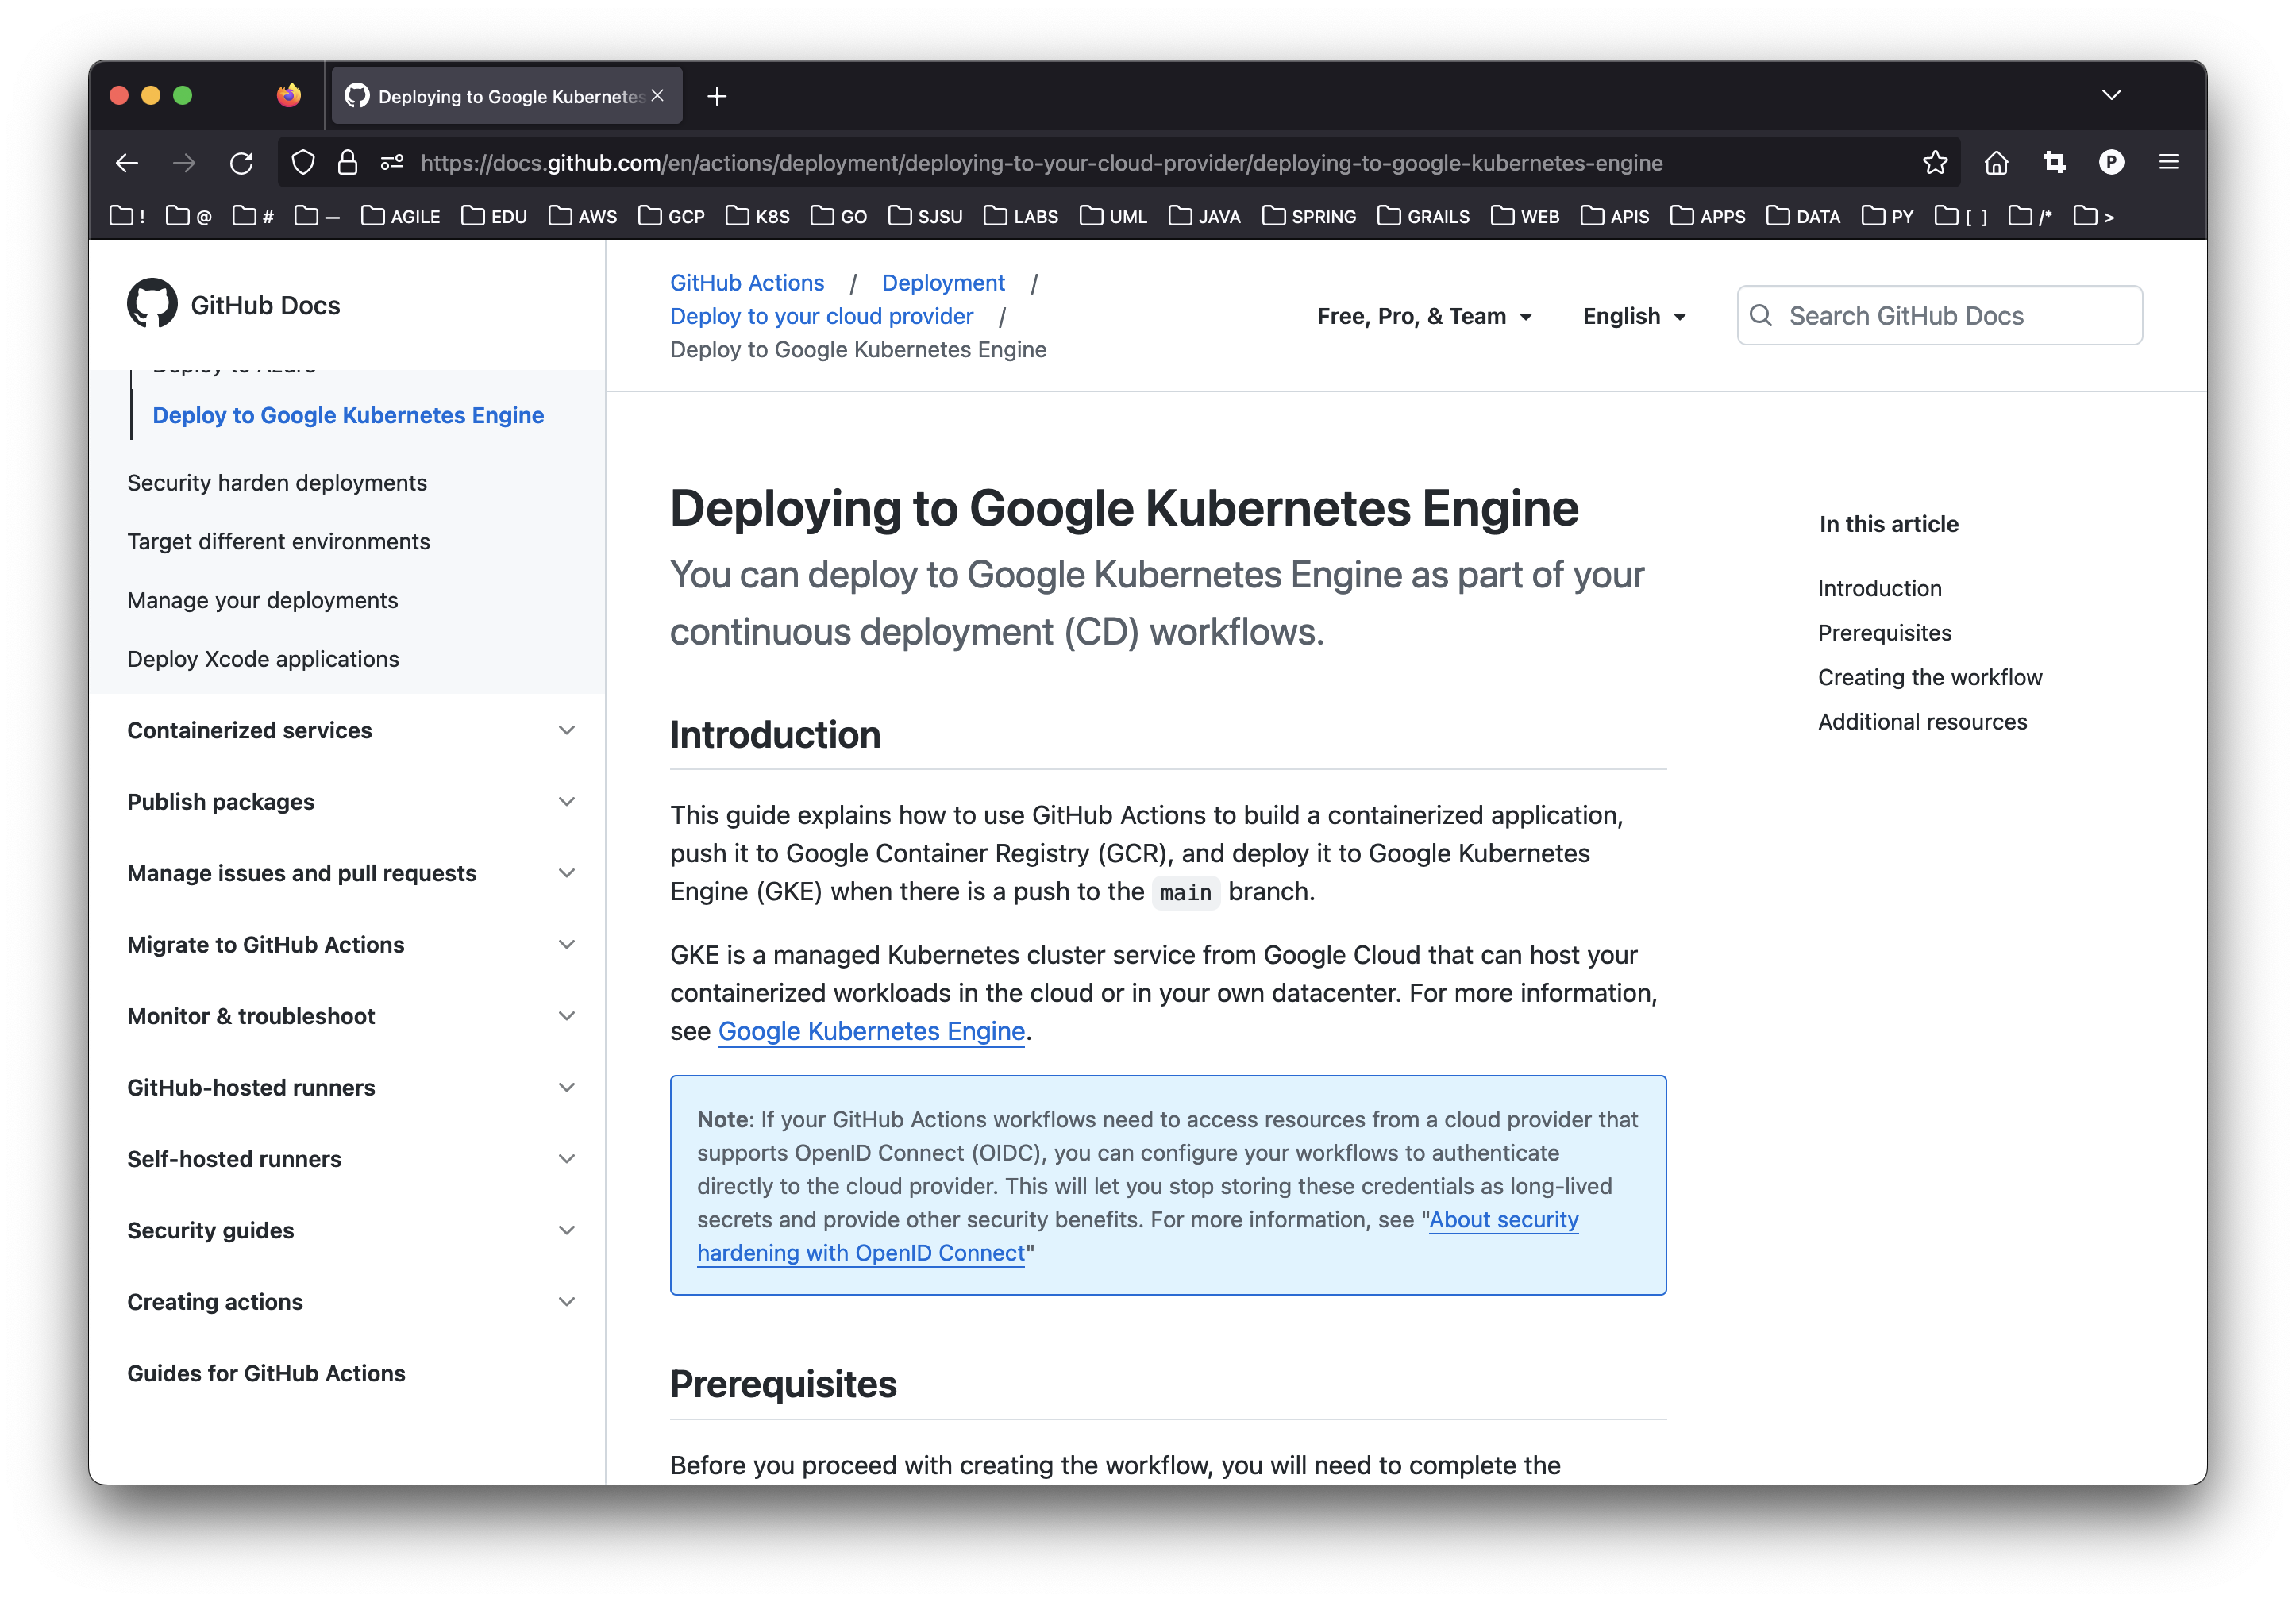 Deploying to Google Kubernetes
https://docs.github.com/en/actions/deployment/deploying-to-your-cloud-provider/deploying-to-google-kubernetes-engine
P
! @ # — AGILE EDU AWS GCP K8S GO SJSU LABS UML JAVA SPRING GRAILS WEB APIS APPS DATA PY [ ] /* >
GitHub Docs
Deploy to Azure
Deploy to Google Kubernetes Engine
Security harden deployments
Target different environments
Manage your deployments
Deploy Xcode applications
Containerized services
Publish packages
Manage issues and pull requests
Migrate to GitHub Actions
Monitor & troubleshoot
GitHub-hosted runners
Self-hosted runners
Security guides
Creating actions
Guides for GitHub Actions
GitHub Actions / Deployment /
Deploy to your cloud provider /
Deploy to Google Kubernetes Engine
Free, Pro, & Team
English
Search GitHub Docs
Deploying to Google Kubernetes Engine
You can deploy to Google Kubernetes Engine as part of your
continuous deployment (CD) workflows.
Introduction
This guide explains how to use GitHub Actions to build a containerized application,
push it to Google Container Registry (GCR), and deploy it to Google Kubernetes
Engine (GKE) when there is a push to the main branch.
GKE is a managed Kubernetes cluster service from Google Cloud that can host your
containerized workloads in the cloud or in your own datacenter. For more information,
see Google Kubernetes Engine.
Note: If your GitHub Actions workflows need to access resources from a cloud provider that
supports OpenID Connect (OIDC), you can configure your workflows to authenticate
directly to the cloud provider. This will let you stop storing these credentials as long-lived
secrets and provide other security benefits. For more information, see "About security
hardening with OpenID Connect"
Prerequisites
Before you proceed with creating the workflow, you will need to complete the
In this article
Introduction
Prerequisites
Creating the workflow
Additional resources